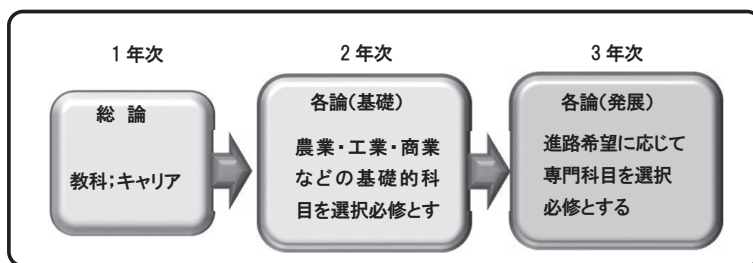 1 年次
総 論
教科;キャリア
2 年次
各論(基礎)
農業・工業・商業
などの基礎的科
目を選択必修とす
3 年次
各論(発展)
進路希望に応じて
専門科目を選択
必修とする